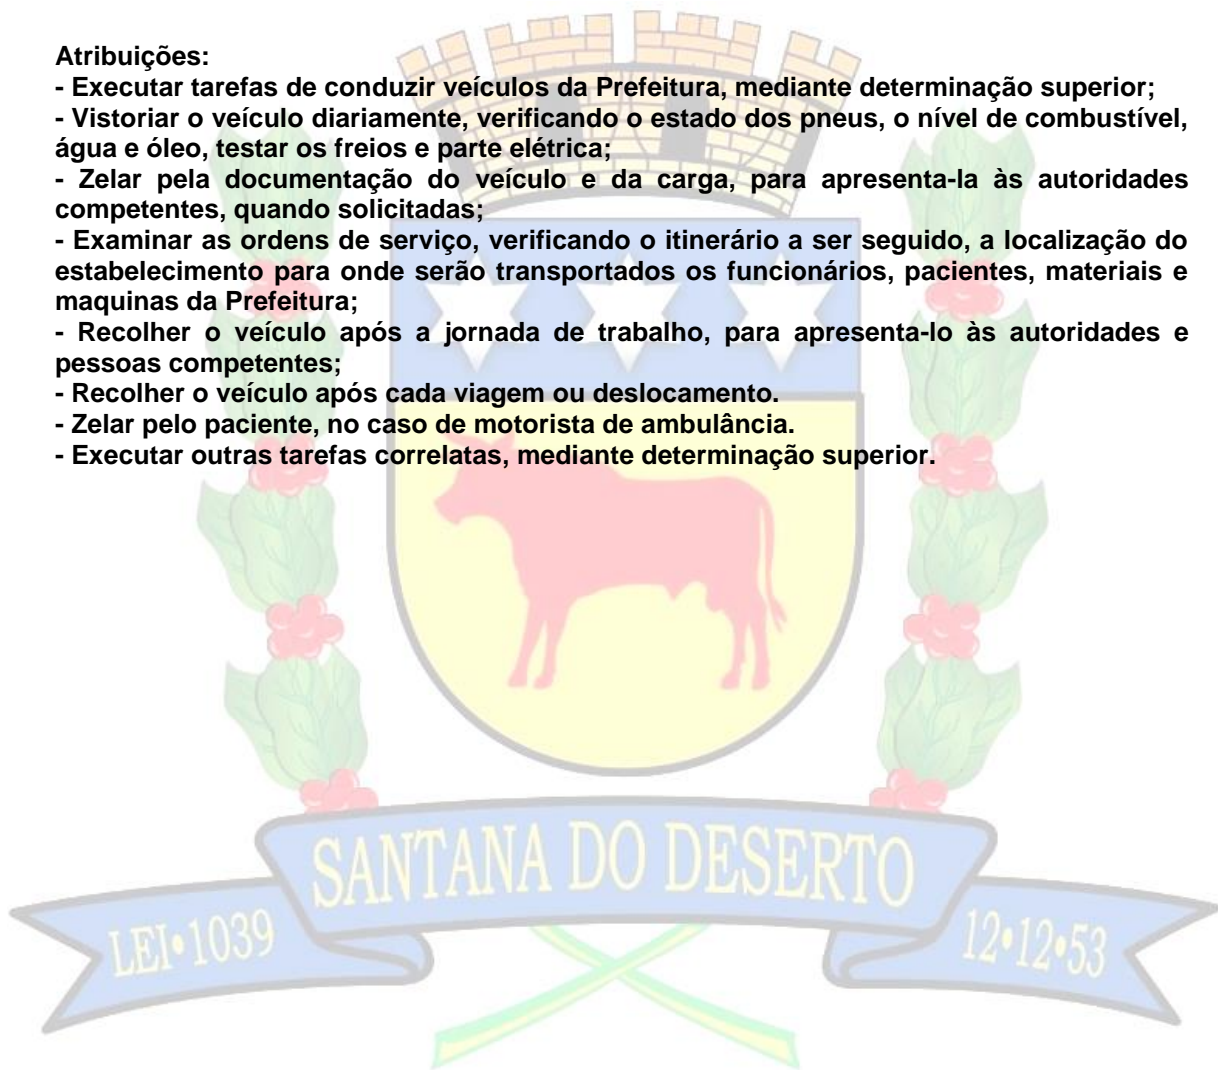 Atribuições:
- Executar tarefas de conduzir veículos da Prefeitura, mediante determinação superior;
- Vistoriar o veículo diariamente, verificando o estado dos pneus, o nível de combustível,
água e óleo, testar os freios e parte elétrica;
- Zelar pela documentação do veículo e da carga, para apresenta-la às autoridades
competentes, quando solicitadas;
- Examinar as ordens de serviço, verificando o itinerário a ser seguido, a localização do
estabelecimento para onde serão transportados os funcionários, pacientes, materiais e
maquinas da Prefeitura;
- Recolher o veículo após a jornada de trabalho, para apresenta-lo às autoridades e
pessoas competentes;
- Recolher o veículo após cada viagem ou deslocamento.
- Zelar pelo paciente, no caso de motorista de ambulância.
- Executar outras tarefas correlatas, mediante determinação superior.
SANTANA DO DESERTO
LEI•1039
12•12•53